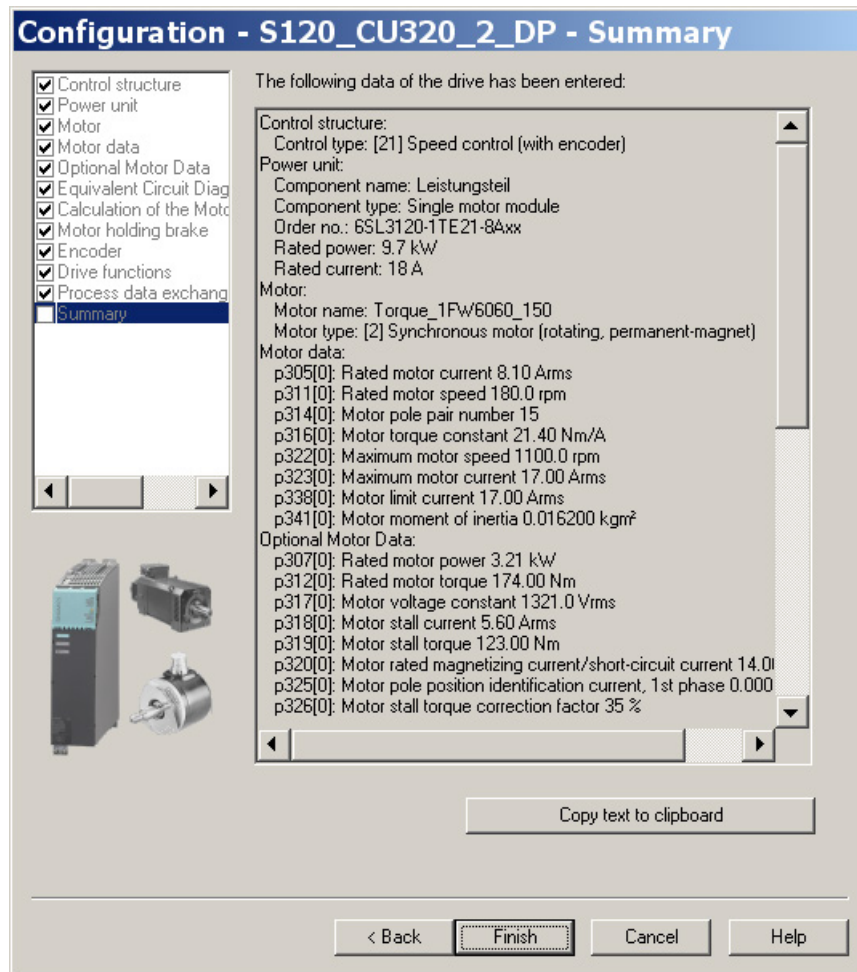 Configuration - S120_CU320_2_DP - Summary
Control structure
Power unit
Motor
Motor data
Optional Motor Data
Equivalent Circuit Diag
Calculation of the Moto
Motor holding brake
Encoder
Drive functions
Process data exchang
Summary
The following data of the drive has been entered:
Control structure:
Control type: [21] Speed control (with encoder)
Power unit:
Component name: Leistungsteil
Component type: Single motor module
Order no.: 6SL3120-1TE21-8Axx
Rated power: 9.7 kW
Rated current: 18 A
Motor:
Motor name: Torque_1FW6060_150
Motor type: [2] Synchronous motor (rotating, permanent-magnet)
Motor data:
p305[0]: Rated motor current 8.10 Arms
p311[0]: Rated motor speed 180.0 rpm
p314[0]: Motor pole pair number 15
p316[0]: Motor torque constant 21.40 Nm/A
p322[0]: Maximum motor speed 1100.0 rpm
p323[0]: Maximum motor current 17.00 Arms
p338[0]: Motor limit current 17.00 Arms
p341[0]: Motor moment of inertia 0.016200 kgm²
Optional Motor Data:
p307[0]: Rated motor power 3.21 kW
p312[0]: Rated motor torque 174.00 Nm
p317[0]: Motor voltage constant 1321.0 Vrms
p318[0]: Motor stall current 5.60 Arms
p319[0]: Motor stall torque 123.00 Nm
p320[0]: Motor rated magnetizing current/short-circuit current 14.0
p325[0]: Motor pole position identification current, 1st phase 0.000
p326[0]: Motor stall torque correction factor 35 %
Copy text to clipboard
< Back
Finish
Cancel
Help